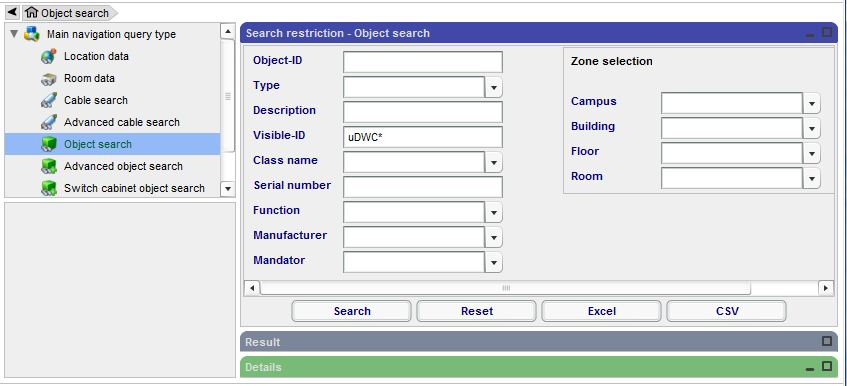 Object search
Main navigation query type
Location data
Room data
Cable search
Advanced cable search
Object search
Advanced object search
Switch cabinet object search
Search restriction - Object search
Object-ID
Type
Description
Visible-ID uDWC*
Class name
Serial number
Function
Manufacturer
Mandator
Zone selection
Campus
Building
Floor
Room
Search Reset Excel CSV
Result
Details